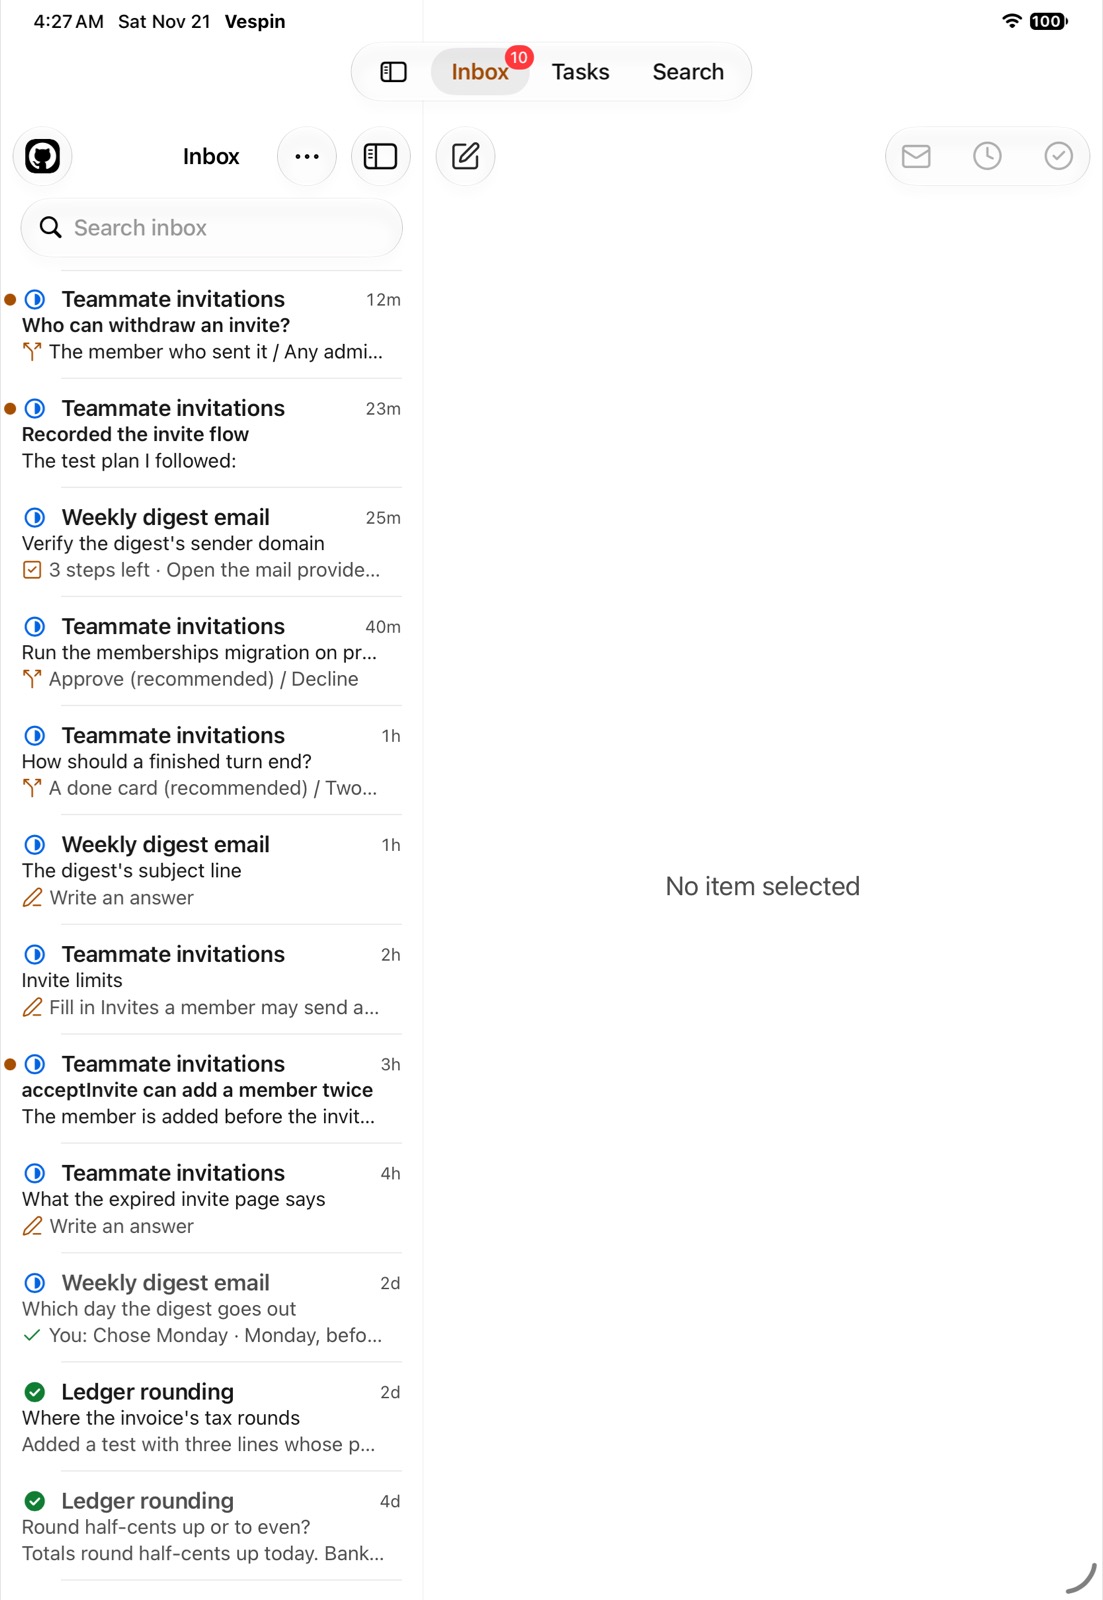 4:27 AM Sat Nov 21 Vespin
100
Inbox 10 Tasks Search
Inbox
Search inbox
Teammate invitations 12m
Who can withdraw an invite?
The member who sent it / Any admi...
Teammate invitations 23m
Recorded the invite flow
The test plan I followed:
Weekly digest email 25m
Verify the digest's sender domain
3 steps left · Open the mail provide...
Teammate invitations 40m
Run the memberships migration on pr...
Approve (recommended) / Decline
Teammate invitations 1h
How should a finished turn end?
A done card (recommended) / Two...
Weekly digest email 1h
The digest's subject line
Write an answer
Teammate invitations 2h
Invite limits
Fill in Invites a member may send a...
Teammate invitations 3h
acceptInvite can add a member twice
The member is added before the invit...
Teammate invitations 4h
What the expired invite page says
Write an answer
Weekly digest email 2d
Which day the digest goes out
You: Chose Monday · Monday, befo...
Ledger rounding 2d
Where the invoice's tax rounds
Added a test with three lines whose p...
Ledger rounding 4d
Round half-cents up or to even?
Totals round half-cents up today. Bank...
No item selected